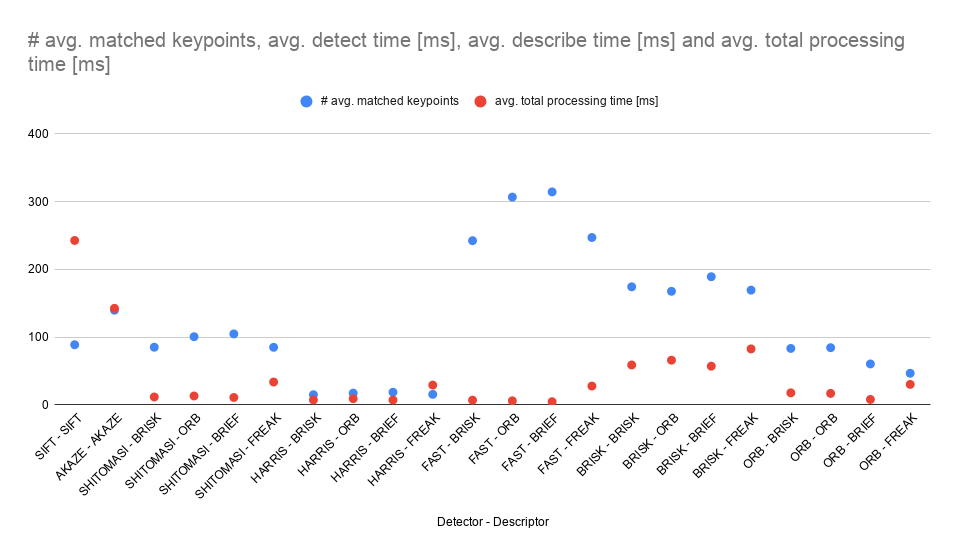 # avg. matched keypoints, avg. detect time [ms], avg. describe time [ms] and avg. total processing
time [ms]
# avg. matched keypoints
avg. total processing time [ms]
400
300
200
100
0
SIFT - SIFT
AKAZE - AKAZE
SHITOMASI - BRISK
SHITOMASI - ORB
SHITOMASI - BRIEF
SHITOMASI - FREAK
HARRIS - BRISK
HARRIS - ORB
HARRIS - BRIEF
HARRIS - FREAK
FAST - BRISK
FAST - ORB
FAST - BRIEF
FAST - FREAK
BRISK - BRISK
BRISK - ORB
BRISK - BRIEF
BRISK - FREAK
ORB - BRISK
ORB - ORB
ORB - BRIEF
ORB - FREAK
Detector - Descriptor